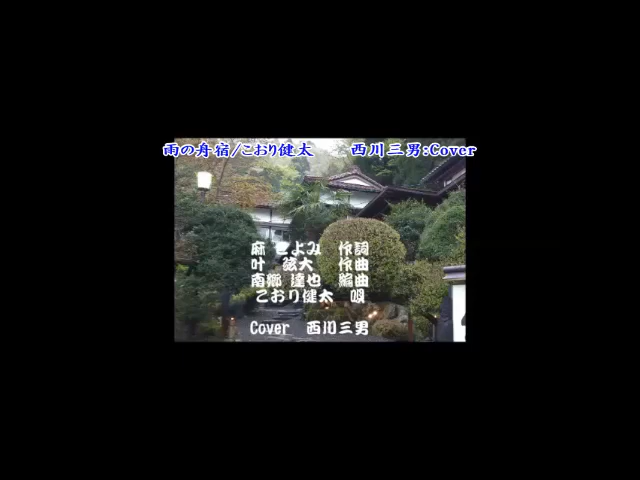 雨の舟宿/こおり健太　　西川三男:Cover
麻 こよみ　作詞
叶　弦大　作曲
南郷 達也　編曲
こおり健太　唄
Cover　西川三男